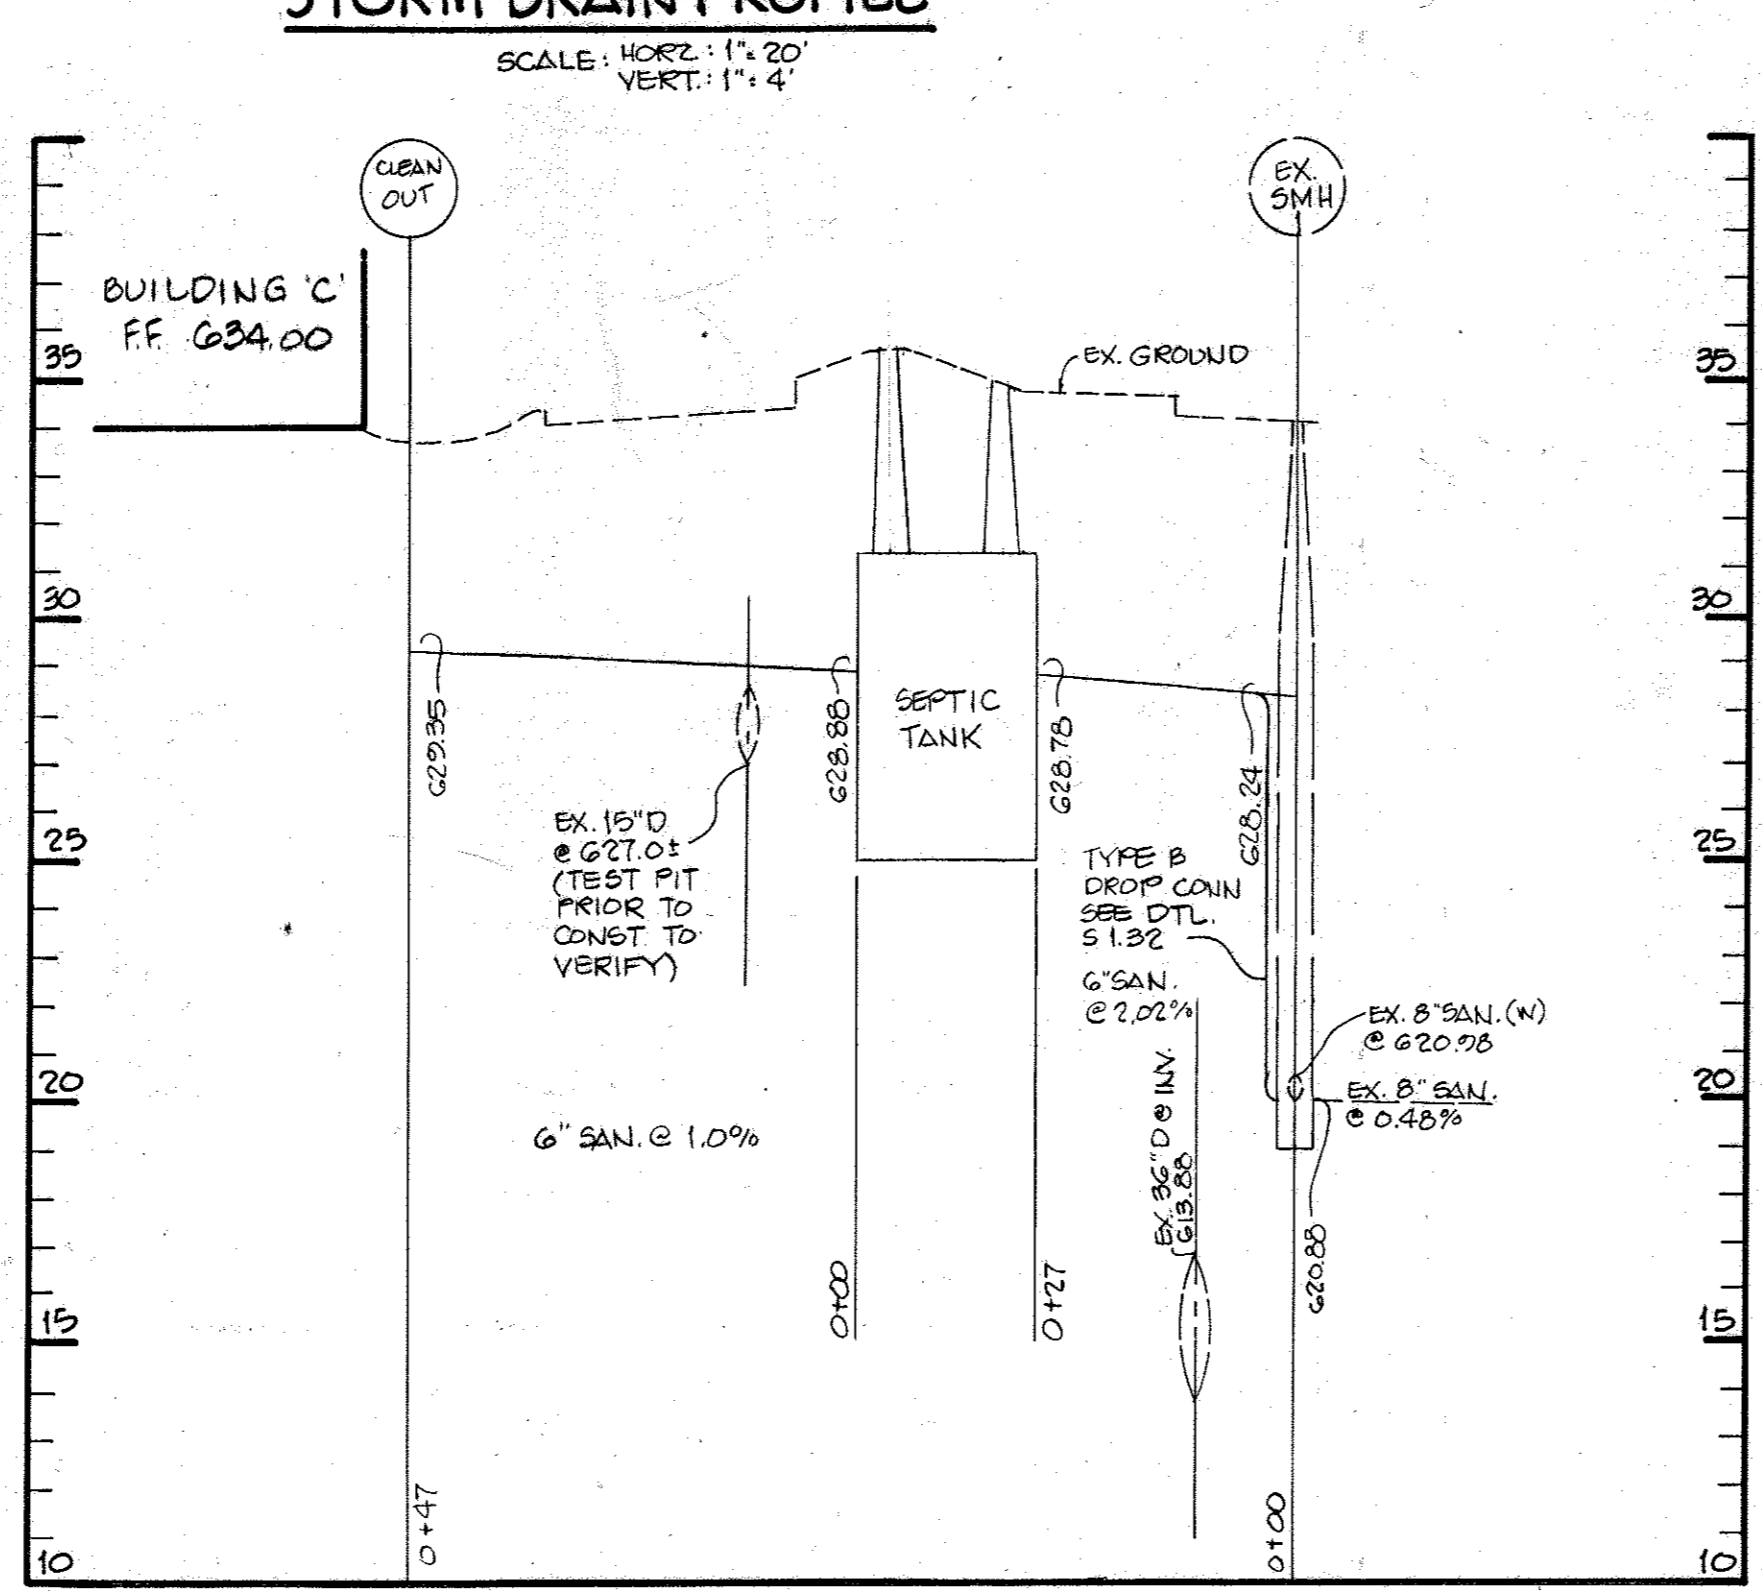 STORM DRAIN PROFILE
SCALE: HORZ.: 1"= 20'
VERT.: 1"= 4'
CLEAN
OUT
EX.
SMH
BUILDING 'C'
F.F. 634.00
35
35
EX. GROUND
30
30
629.35
628.88
SEPTIC
TANK
628.78
628.24
EX. 15"D
@ 627.0±
(TEST PIT
PRIOR TO
CONST. TO
VERIFY)
25
25
TYPE B
DROP CONN
SEE DTL.
S 1.32
6"SAN.
@ 2.02%
EX. 8"SAN.(W)
@ 620.98
20
20
EX. 8" SAN.
@ 0.48%
6" SAN. @ 1.0%
EX. 36"D @ INV.
613.88
620.88
0+00
0+27
15
15
0+47
0+00
10
10